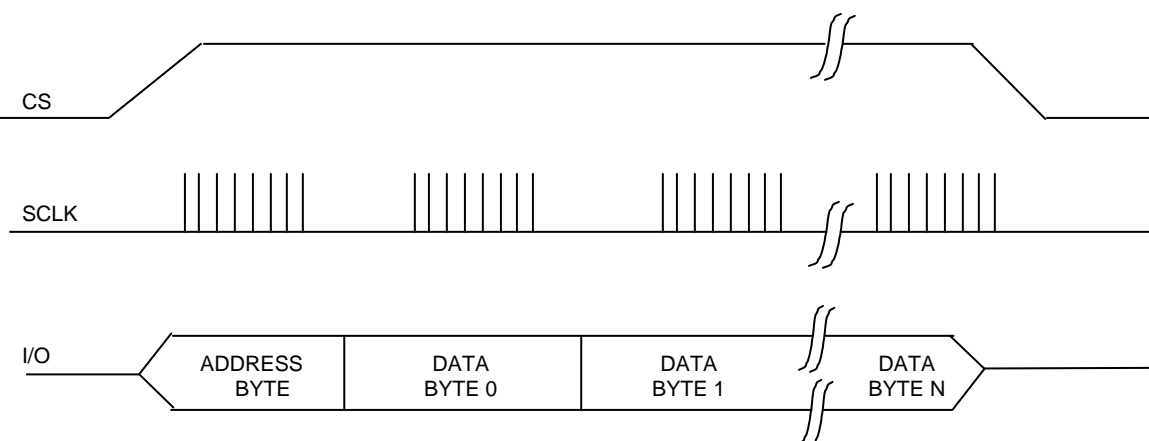 CS
SCLK
I/O
ADDRESS
BYTE
DATA
BYTE 0
DATA
BYTE 1
DATA
BYTE N